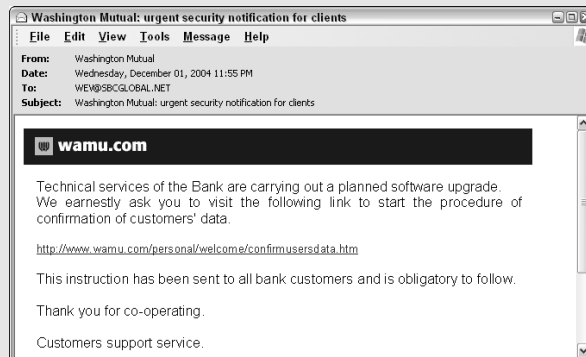 Washington Mutual: urgent security notification for clients
File Edit View Tools Message Help
From: Washington Mutual
Date: Wednesday, December 01, 2004 11:55 PM
To: WEV@SBCGLOBAL.NET
Subject: Washington Mutual: urgent security notification for clients
W wamu.com
Technical services of the Bank are carrying out a planned software upgrade.
We earnestly ask you to visit the following link to start the procedure of
confirmation of customers' data.
http://www.wamu.com/personal/welcome/confirmusersdata.htm
This instruction has been sent to all bank customers and is obligatory to follow.
Thank you for co-operating.
Customers support service.